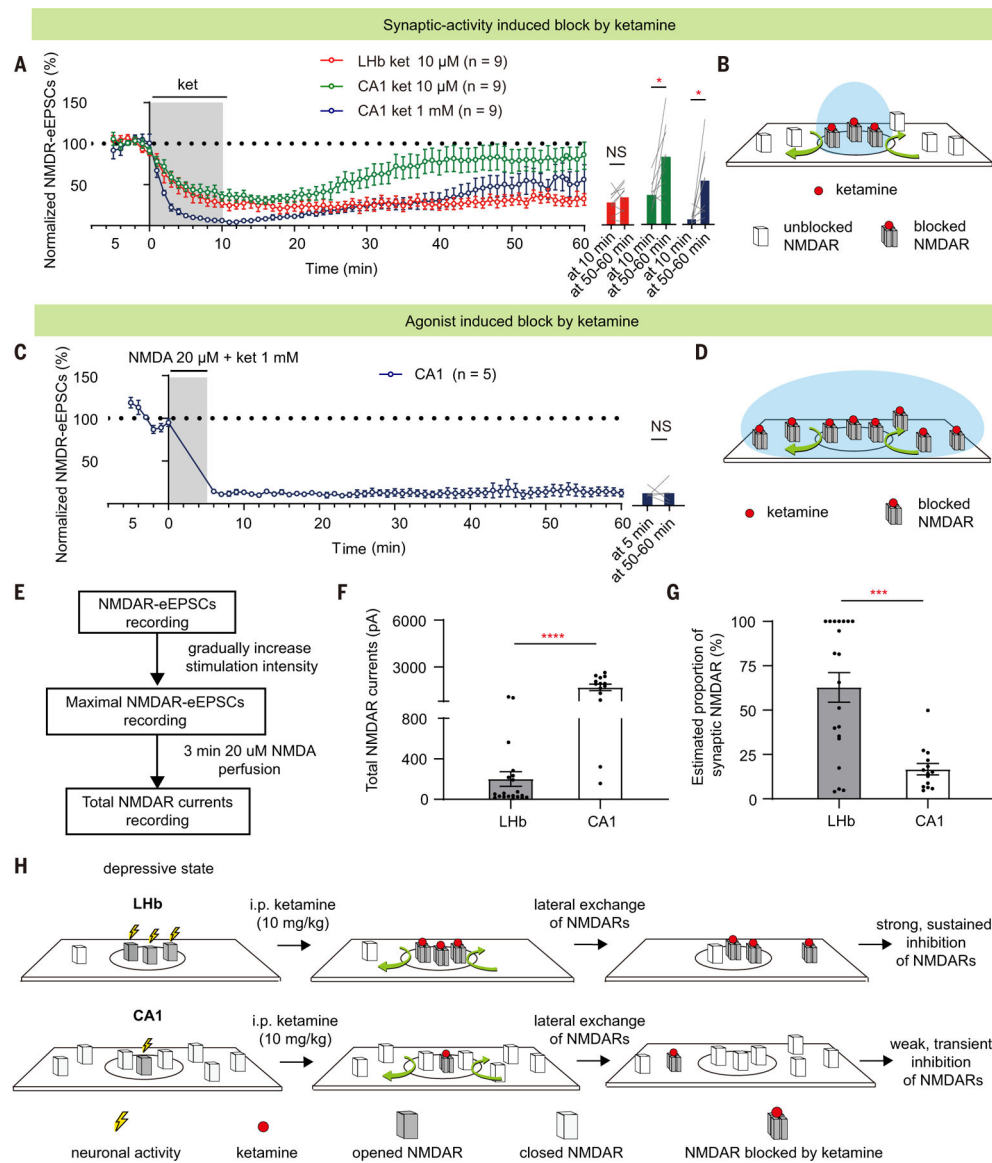 Synaptic-activity induced block by ketamine
A
ket
LHb ket 10 µM (n = 9)
CA1 ket 10 µM (n = 9)
CA1 ket 1 mM (n = 9)
Normalized NMDR-eEPSCs (%)
150
100
50
5
0
10
20
30
40
50
60
Time (min)
NS
*
*
at 10 min
at 50-60 min
at 10 min
at 50-60 min
at 10 min
at 50-60 min
B
ketamine
unblocked
NMDAR
blocked
NMDAR
Agonist induced block by ketamine
C
NMDA 20 µM + ket 1 mM
CA1 (n = 5)
Normalized NMDR-eEPSCs (%)
150
100
50
5
0
10
20
30
40
50
60
Time (min)
NS
at 5 min
at 50-60 min
D
ketamine
blocked
NMDAR
E
NMDAR-eEPSCs
recording
gradually increase
stimulation intensity
Maximal NMDAR-eEPSCs
recording
3 min 20 uM NMDA
perfusion
Total NMDAR currents
recording
F
Total NMDAR currents (pA)
6000
3000
800
400
0
****
LHb
CA1
G
Estimated proportion of
synaptic NMDAR (%)
100
75
50
25
0
***
LHb
CA1
H
depressive state
LHb
i.p. ketamine
(10 mg/kg)
lateral exchange
of NMDARs
strong, sustained
inhibition
of NMDARs
CA1
i.p. ketamine
(10 mg/kg)
lateral exchange
of NMDARs
weak, transient
inhibition
of NMDARs
neuronal activity
ketamine
opened NMDAR
closed NMDAR
NMDAR blocked by ketamine